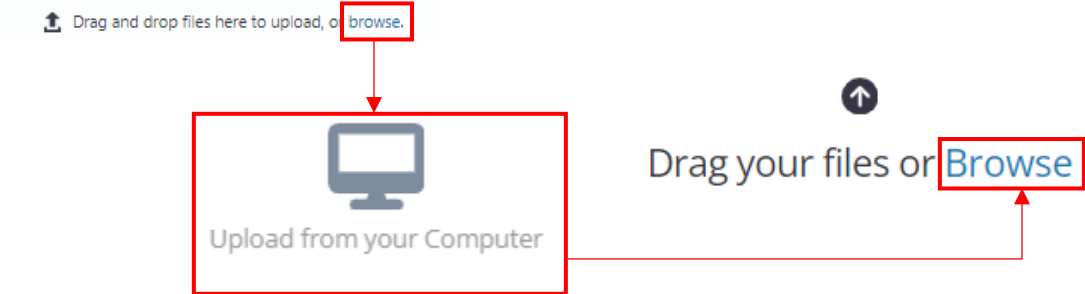 Drag and drop files here to upload, or browse.
Upload from your Computer
Drag your files or Browse